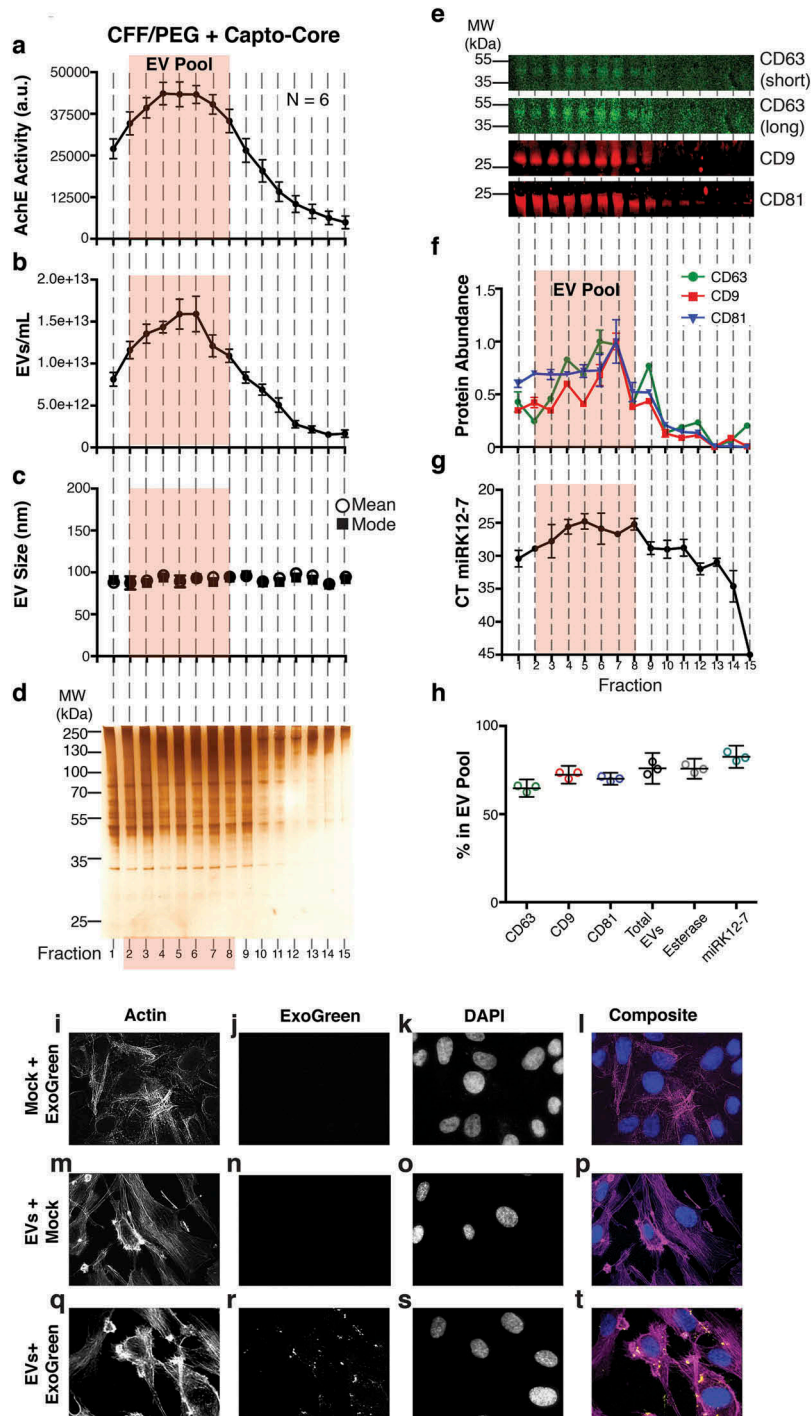 CFF/PEG + Capto-Core
a
EV Pool
N = 6
AchE Activity (a.u.)
50000
37500
25000
12500
0
b
EVs/mL
2.0e+13
1.5e+13
1.0e+13
5.0e+12
0
c
EV Size (nm)
200
150
100
50
0
Mean
Mode
d
MW
(kDa)
250
130
100
70
55
35
25
Fraction
1 2 3 4 5 6 7 8 9 10 11 12 13 14 15
e
MW
(kDa)
55
35
CD63
(short)
55
35
CD63
(long)
25
CD9
25
CD81
f
EV Pool
CD63
CD9
CD81
Protein Abundance
1.5
1.0
0.5
0
g
CT miRK12-7
20
25
30
35
40
45
1 2 3 4 5 6 7 8 9 10 11 12 13 14 15
Fraction
h
% in EV Pool
100
50
0
CD63
CD9
CD81
Total
EVs
Esterase
miRK12-7
Actin
ExoGreen
DAPI
Composite
i
j
k
l
Mock +
ExoGreen
m
n
o
p
EVs +
Mock
q
r
s
t
EVs+
ExoGreen